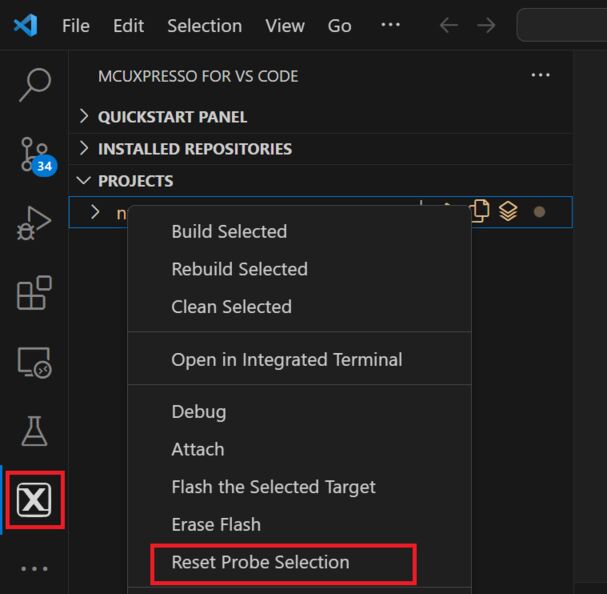 File Edit Selection View Go ...
MCUXPRESSO FOR VS CODE ...
QUICKSTART PANEL
INSTALLED REPOSITORIES
34
PROJECTS
Build Selected
Rebuild Selected
Clean Selected
Open in Integrated Terminal
Debug
Attach
Flash the Selected Target
Erase Flash
X
Reset Probe Selection
...